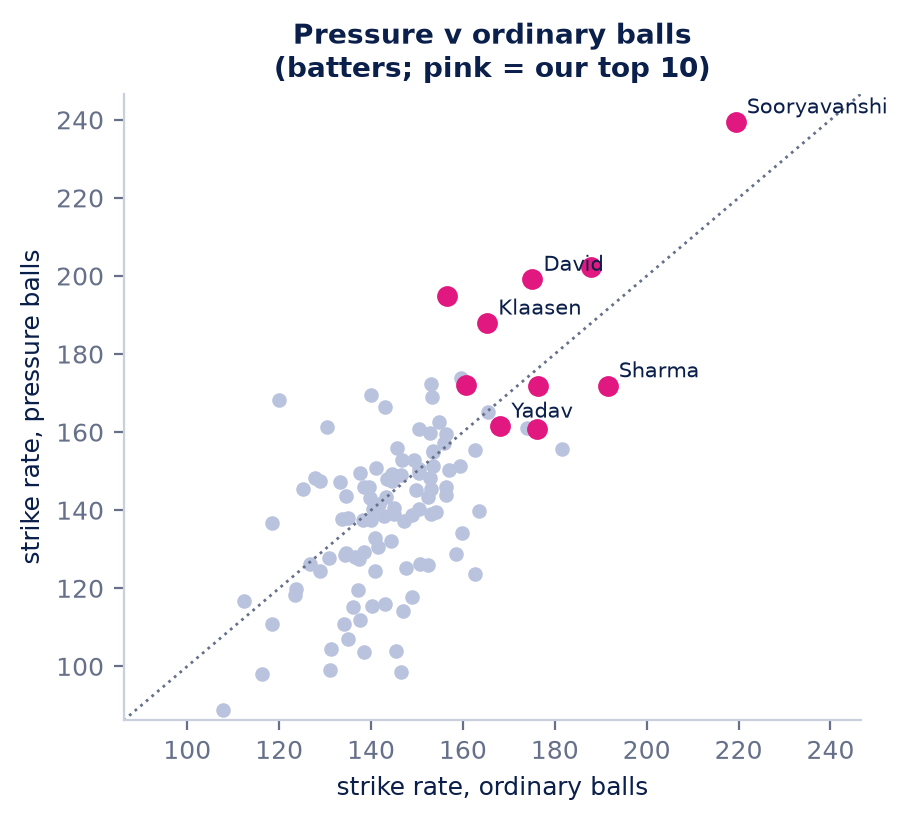 Pressure v ordinary balls
(batters; pink = our top 10)
240
220
200
180
160
140
120
100
strike rate, pressure balls
Sooryavanshi
David
Klaasen
Sharma
Yadav
100 120 140 160 180 200 220 240
strike rate, ordinary balls